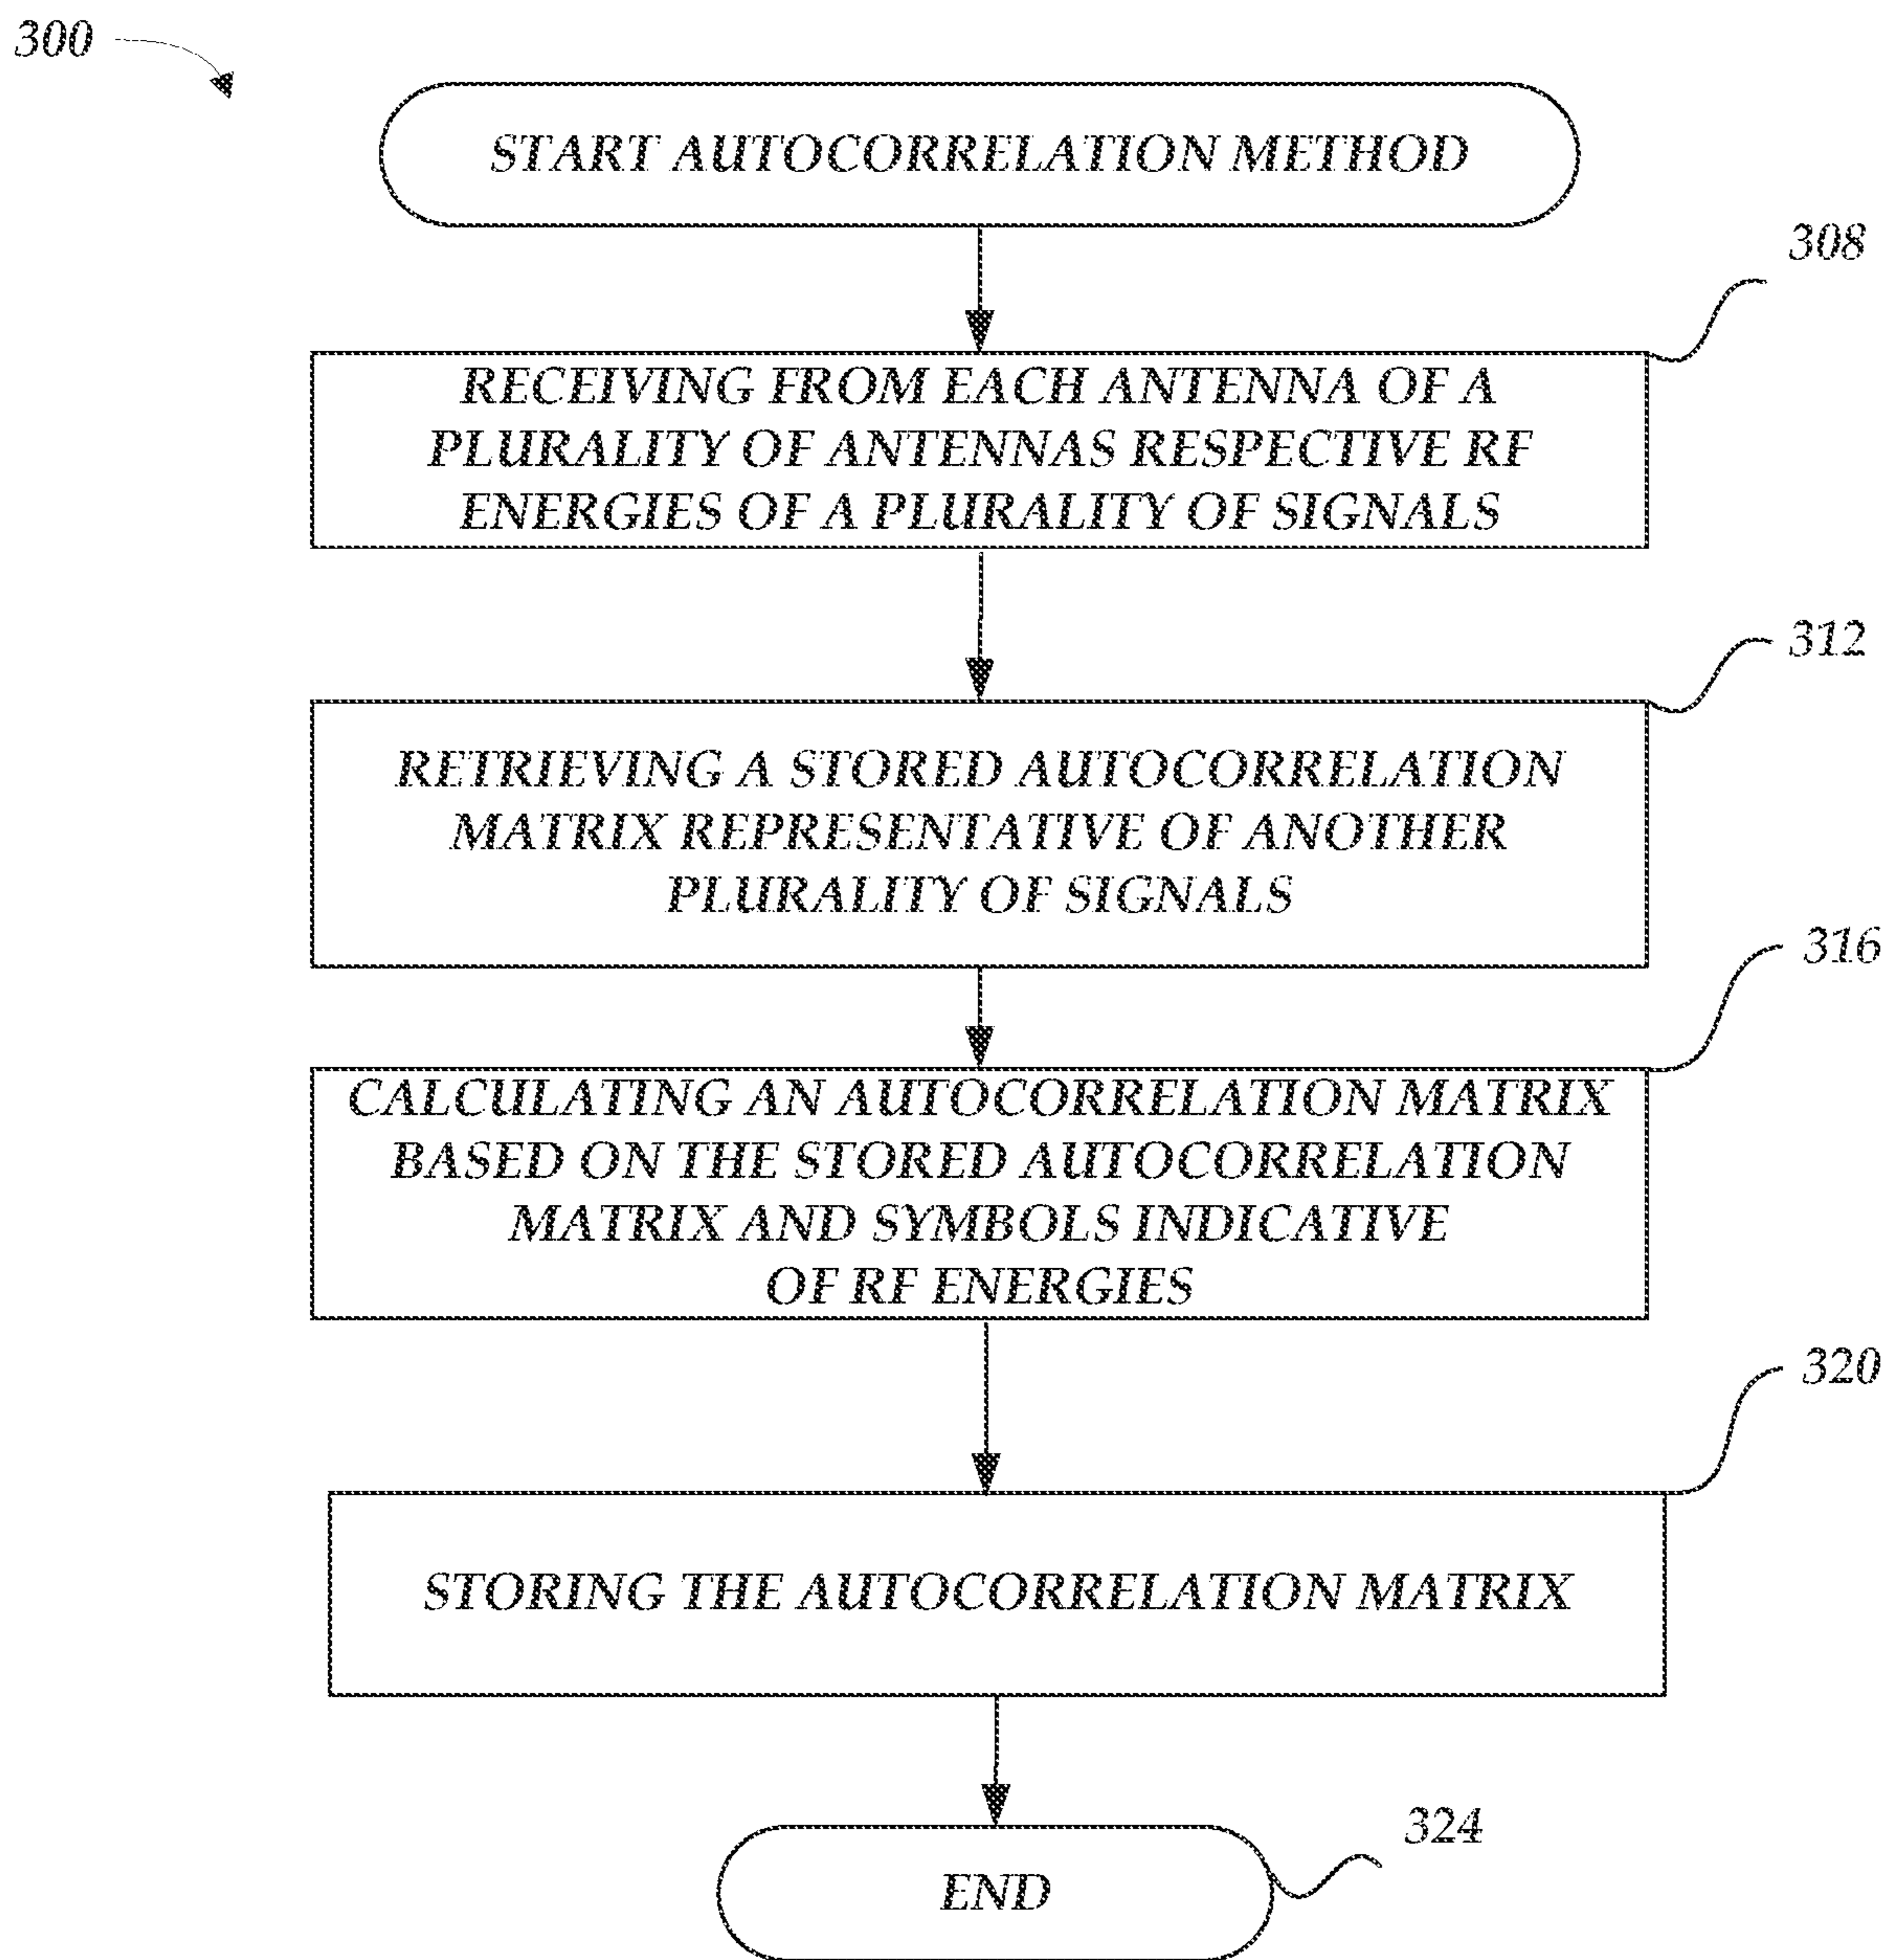 300
START AUTOCORRELATION METHOD
308
RECEIVING FROM EACH ANTENNA OF A
PLURALITY OF ANTENNAS RESPECTIVE RF
ENERGIES OF A PLURALITY OF SIGNALS
312
RETRIEVING A STORED AUTOCORRELATION
MATRIX REPRESENTATIVE OF ANOTHER
PLURALITY OF SIGNALS
316
CALCULATING AN AUTOCORRELATION MATRIX
BASED ON THE STORED AUTOCORRELATION
MATRIX AND SYMBOLS INDICATIVE
OF RF ENERGIES
320
STORING THE AUTOCORRELATION MATRIX
324
END